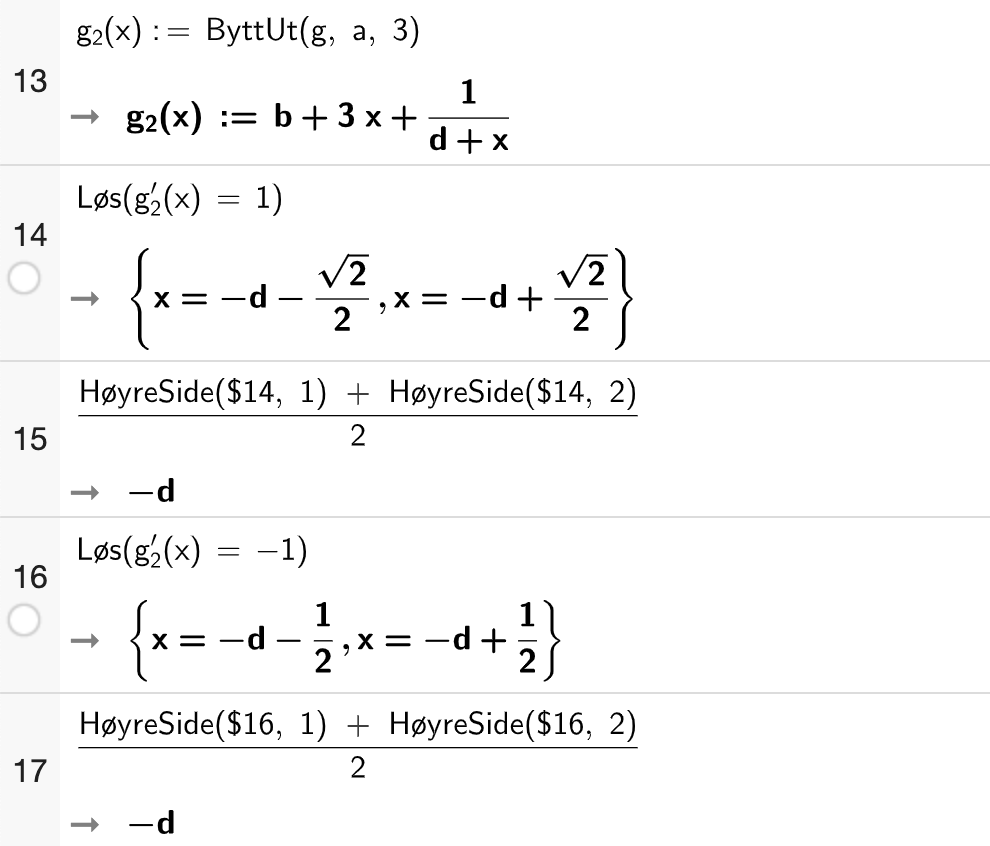 13
g₂(x) := ByttUt(g, a, 3)
→ g₂(x) := b + 3 x + 1/(d + x)
14
Løs(g₂′(x) = 1)
→ {x = −d − √2/2, x = −d + √2/2}
15
(HøyreSide($14, 1) + HøyreSide($14, 2))/2
→ −d
16
Løs(g₂′(x) = −1)
→ {x = −d − 1/2, x = −d + 1/2}
17
(HøyreSide($16, 1) + HøyreSide($16, 2))/2
→ −d